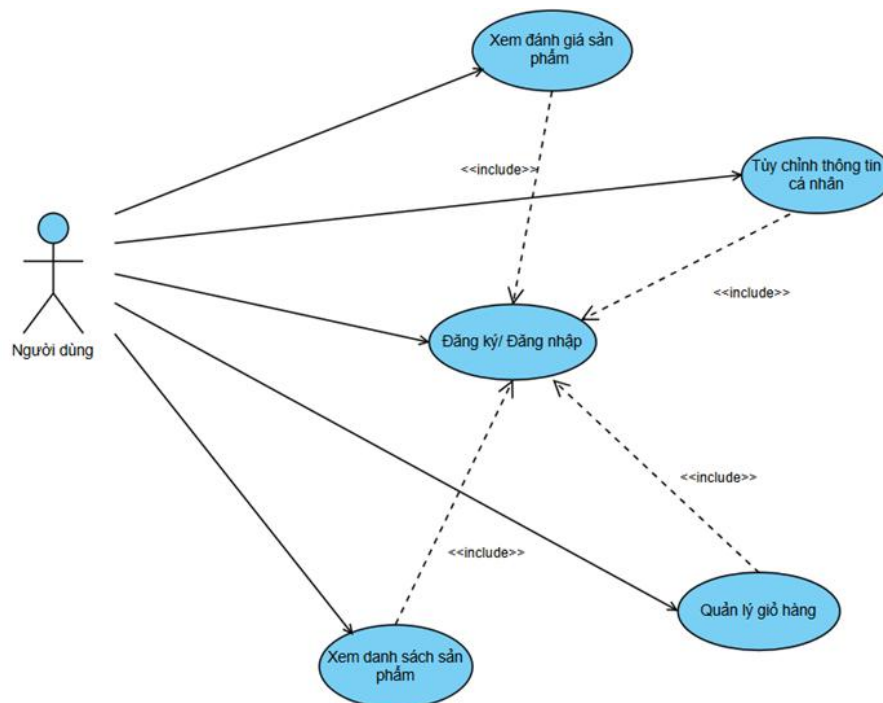 Xem đánh giá sản
phẩm
<<include>>
Tùy chỉnh thông tin
cá nhân
<<include>>
Người dùng
Đăng ký/ Đăng nhập
<<include>>
<<include>>
Quản lý giỏ hàng
Xem danh sách sản
phẩm